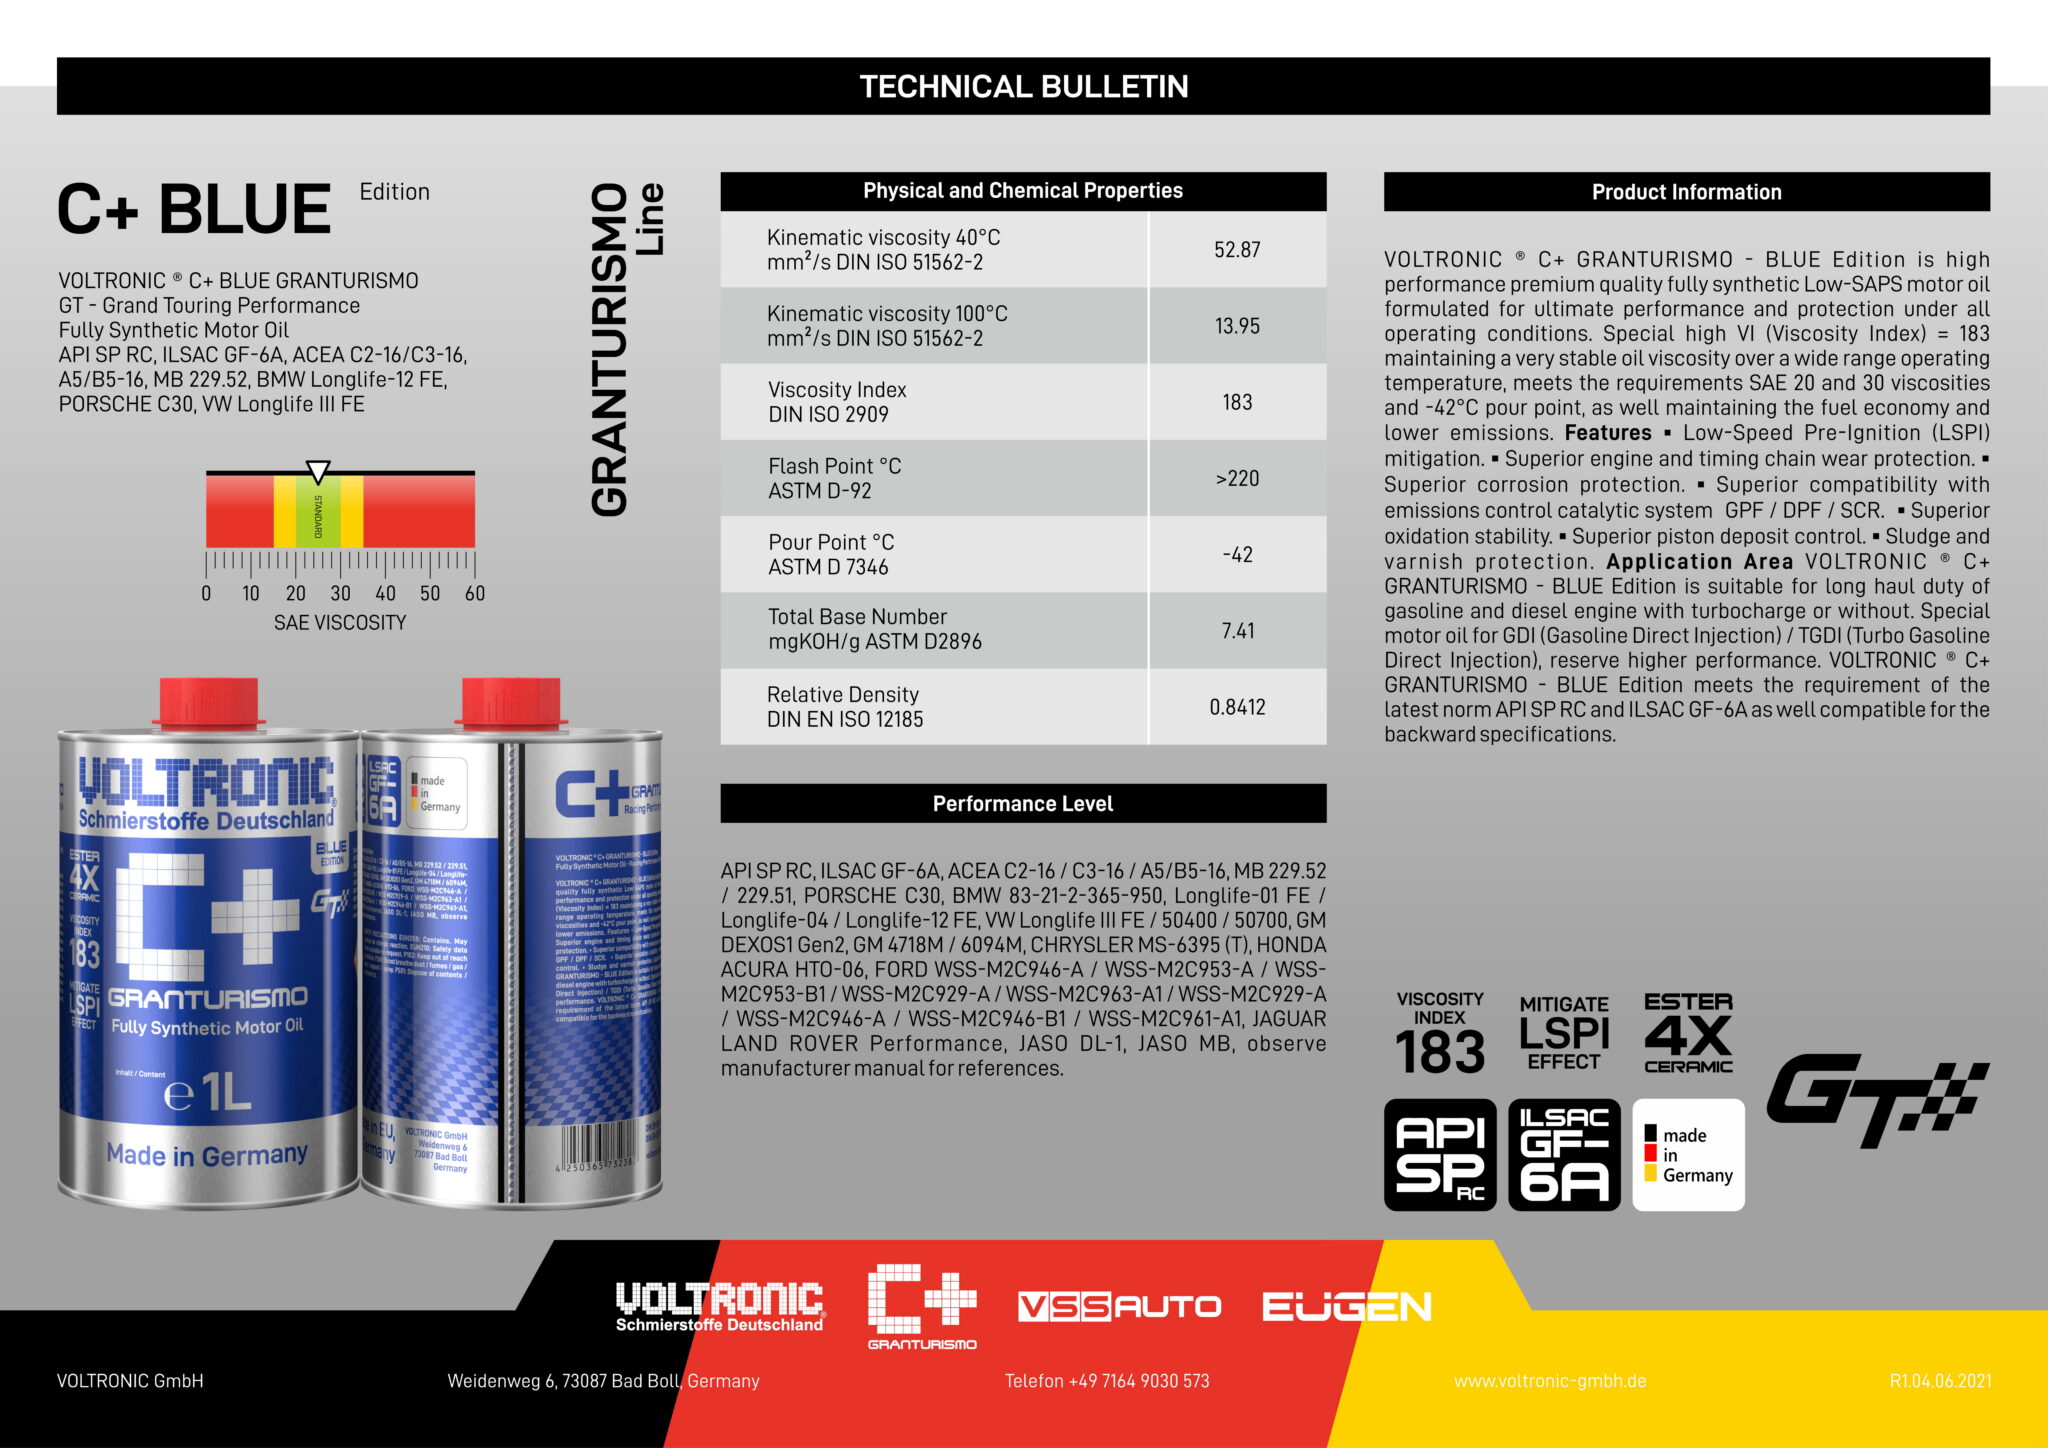 TECHNICAL BULLETIN
C+ BLUE Edition
GRANTURISMO
Line
VOLTRONIC ® C+ BLUE GRANTURISMO
GT - Grand Touring Performance
Fully Synthetic Motor Oil
API SP RC, ILSAC GF-6A, ACEA C2-16/C3-16,
A5/B5-16, MB 229.52, BMW Longlife-12 FE,
PORSCHE C30, VW Longlife III FE
STANDARD
0 10 20 30 40 50 60
SAE VISCOSITY
VOLTRONIC®
Schmierstoffe Deutschland
BLUE
EDITION
ESTER
4X
CERAMIC
C+
GT
VISCOSITY
INDEX
183
MITIGATE
LSPI
EFFECT
GRANTURISMO
Fully Synthetic Motor Oil
Inhalt / Content
℮ 1L
Made in Germany
ILSAC
GF-
6A
made
in
Germany
C+
VOLTRONIC GmbH
Weidenweg 6
73087 Bad Boll
Germany
Physical and Chemical Properties
Kinematic viscosity 40°C
mm²/s DIN ISO 51562-2
52.87
Kinematic viscosity 100°C
mm²/s DIN ISO 51562-2
13.95
Viscosity Index
DIN ISO 2909
183
Flash Point °C
ASTM D-92
>220
Pour Point °C
ASTM D 7346
-42
Total Base Number
mgKOH/g ASTM D2896
7.41
Relative Density
DIN EN ISO 12185
0.8412
Performance Level
API SP RC, ILSAC GF-6A, ACEA C2-16 / C3-16 / A5/B5-16, MB 229.52
/ 229.51, PORSCHE C30, BMW 83-21-2-365-950, Longlife-01 FE /
Longlife-04 / Longlife-12 FE, VW Longlife III FE / 50400 / 50700, GM
DEXOS1 Gen2, GM 4718M / 6094M, CHRYSLER MS-6395 (T), HONDA
ACURA HTO-06, FORD WSS-M2C946-A / WSS-M2C953-A / WSS-
M2C953-B1 / WSS-M2C929-A / WSS-M2C963-A1 / WSS-M2C929-A
/ WSS-M2C946-A / WSS-M2C946-B1 / WSS-M2C961-A1, JAGUAR
LAND ROVER Performance, JASO DL-1, JASO MB, observe
manufacturer manual for references.
Product Information
VOLTRONIC ® C+ GRANTURISMO - BLUE Edition is high
performance premium quality fully synthetic Low-SAPS motor oil
formulated for ultimate performance and protection under all
operating conditions. Special high VI (Viscosity Index) = 183
maintaining a very stable oil viscosity over a wide range operating
temperature, meets the requirements SAE 20 and 30 viscosities
and -42°C pour point, as well maintaining the fuel economy and
lower emissions. Features ▪ Low-Speed Pre-Ignition (LSPI)
mitigation. ▪ Superior engine and timing chain wear protection. ▪
Superior corrosion protection. ▪ Superior compatibility with
emissions control catalytic system GPF / DPF / SCR. ▪ Superior
oxidation stability. ▪ Superior piston deposit control. ▪ Sludge and
varnish protection. Application Area VOLTRONIC ® C+
GRANTURISMO - BLUE Edition is suitable for long haul duty of
gasoline and diesel engine with turbocharge or without. Special
motor oil for GDI (Gasoline Direct Injection) / TGDI (Turbo Gasoline
Direct Injection), reserve higher performance. VOLTRONIC ® C+
GRANTURISMO - BLUE Edition meets the requirement of the
latest norm API SP RC and ILSAC GF-6A as well compatible for the
backward specifications.
VISCOSITY
INDEX
183
MITIGATE
LSPI
EFFECT
ESTER
4X
CERAMIC
API
SP
RC
ILSAC
GF-
6A
made
in
Germany
GT
VOLTRONIC®
Schmierstoffe Deutschland
C+
GRANTURISMO
VSSAUTO
EUGEN
VOLTRONIC GmbH
Weidenweg 6, 73087 Bad Boll, Germany
Telefon +49 7164 9030 573
www.voltronic-gmbh.de
R1.04.06.2021